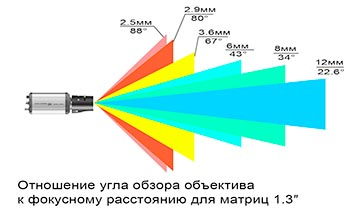 2.5мм
88°
2.9мм
80°
3.6мм
67°
6мм
43°
8мм
34°
12мм
22.6°
Отношение угла обзора объектива
к фокусному расстоянию для матриц 1.3"